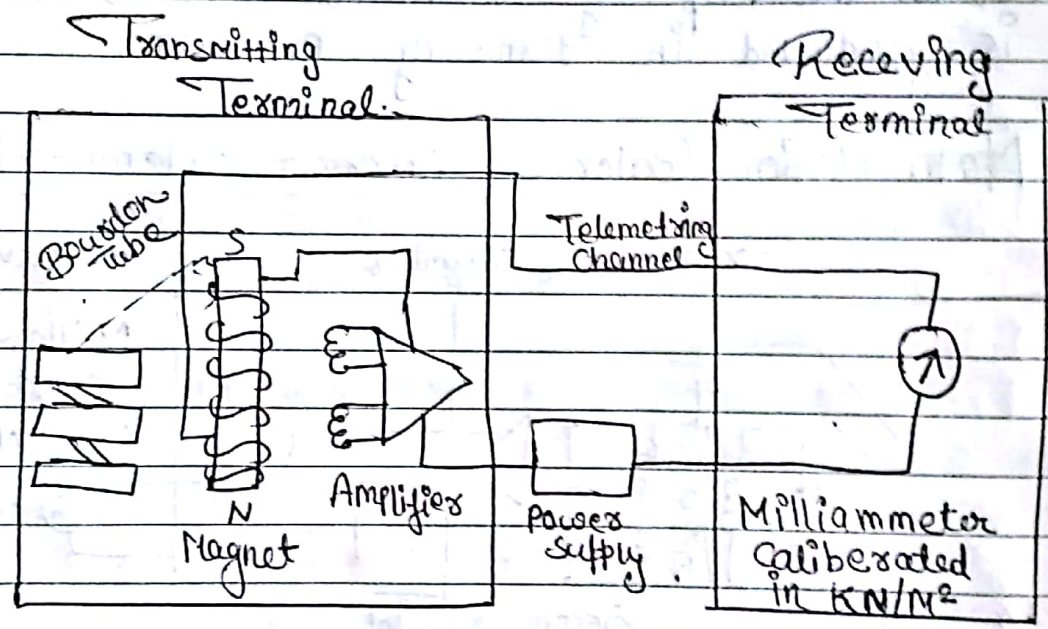 Transmitting
Terminal.
Receving
Terminal
Bourdon
tube
S
Telemetring
Channel
N
Magnet
Amplifier
Power
Supply.
Milliammeter
Caliberated
in KN/M²